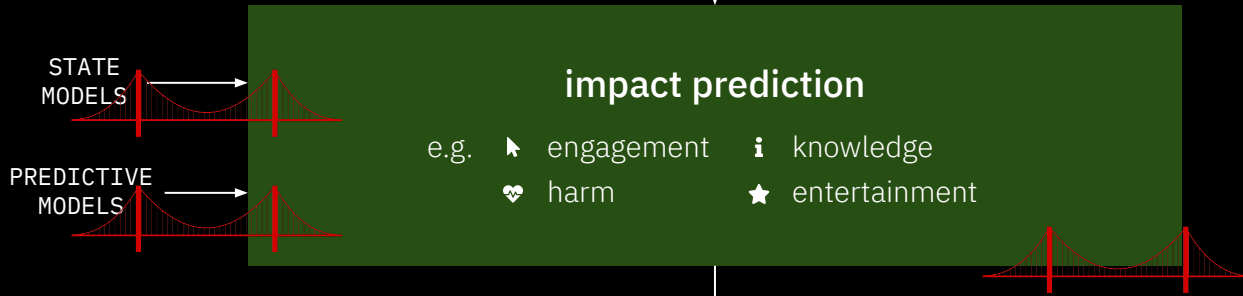 STATE
MODELS
impact prediction
e.g. engagement knowledge
PREDICTIVE
MODELS
harm entertainment